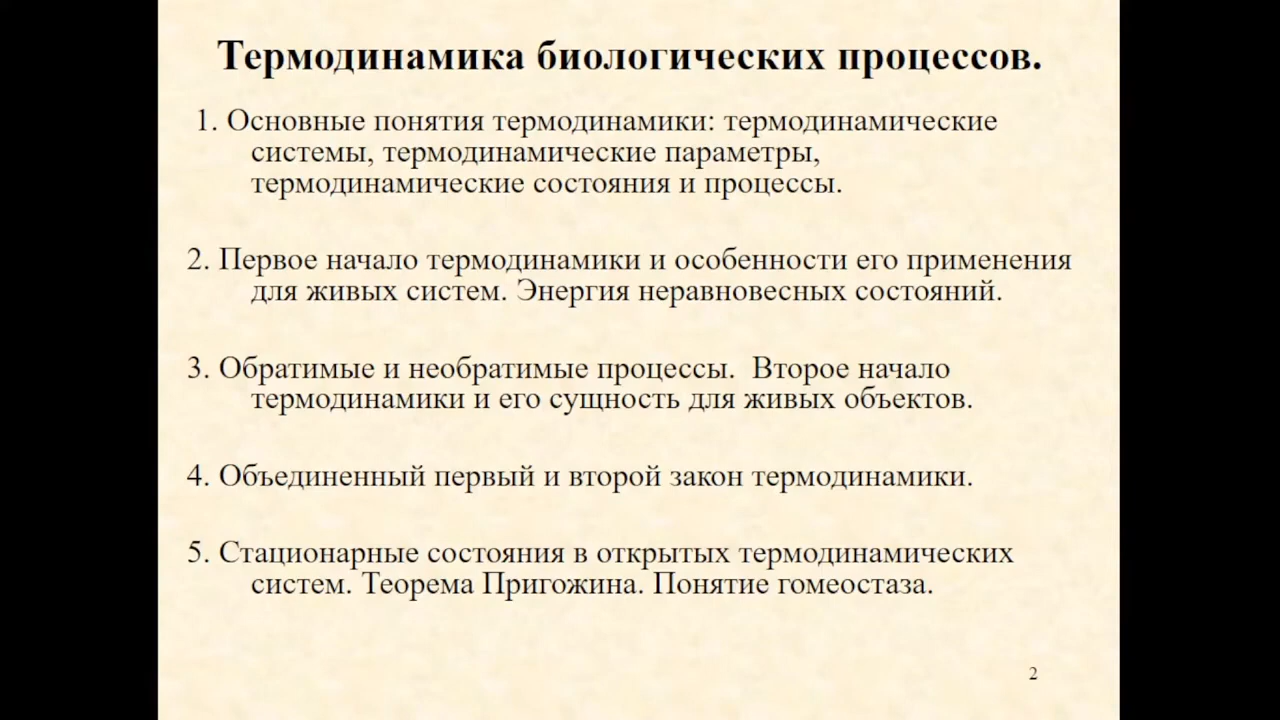 Термодинамика биологических процессов.
1. Основные понятия термодинамики: термодинамические
системы, термодинамические параметры,
термодинамические состояния и процессы.
2. Первое начало термодинамики и особенности его применения
для живых систем. Энергия неравновесных состояний.
3. Обратимые и необратимые процессы. Второе начало
термодинамики и его сущность для живых объектов.
4. Объединенный первый и второй закон термодинамики.
5. Стационарные состояния в открытых термодинамических
систем. Теорема Пригожина. Понятие гомеостаза.
2